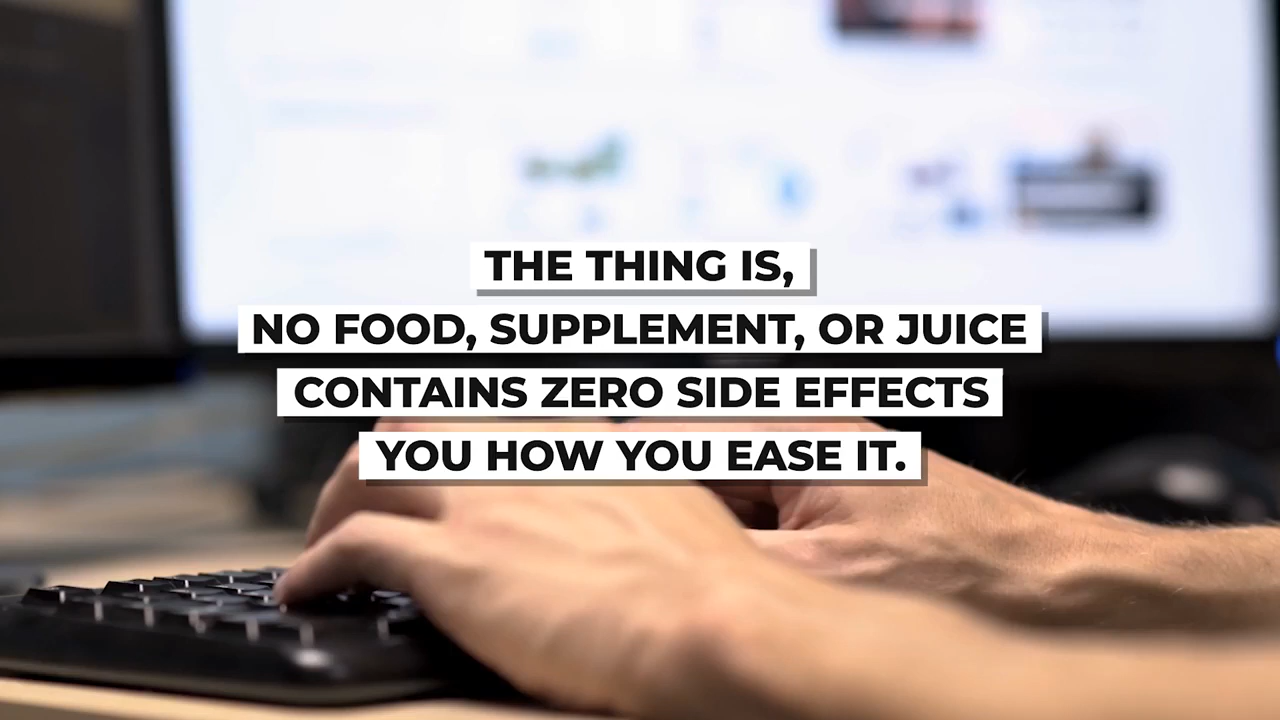 THE THING IS,
NO FOOD, SUPPLEMENT, OR JUICE
CONTAINS ZERO SIDE EFFECTS
YOU HOW YOU EASE IT.